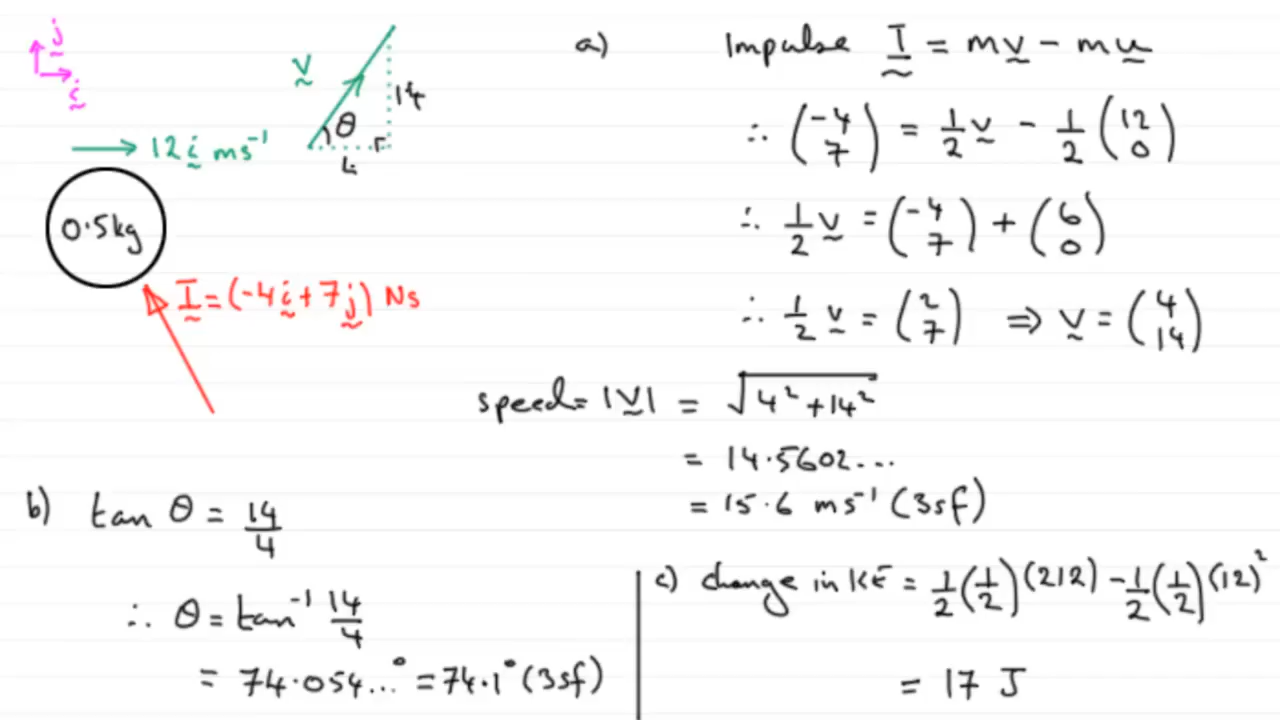 j
i
v
14
θ
4
12i ms⁻¹
0.5kg
I = (-4i + 7j) Ns
a) Impulse I = mv - mu
∴ (-4 7) = 1/2 v - 1/2 (12 0)
∴ 1/2 v = (-4 7) + (6 0)
∴ 1/2 v = (2 7) ⇒ v = (4 14)
speed = |v| = √4² + 14²
= 14.5602...
= 15.6 ms⁻¹ (3sf)
b) tan θ = 14/4
∴ θ = tan⁻¹ 14/4
= 74.054...° = 74.1° (3sf)
c) change in KE = 1/2 (1/2) (212) - 1/2 (1/2) (12)²
= 17 J